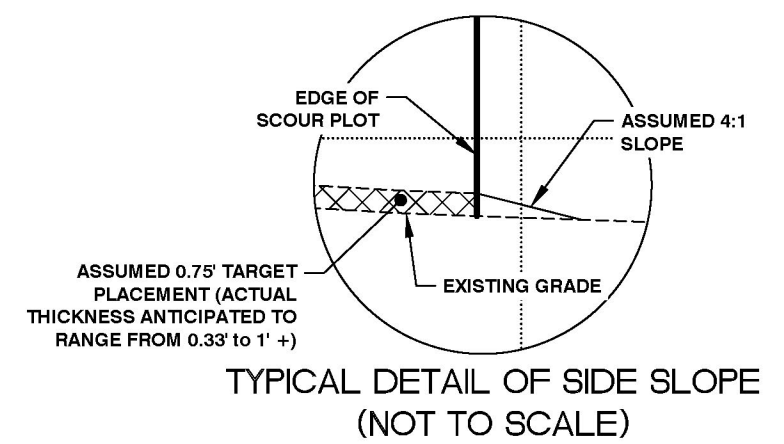 EDGE OF
SCOUR PLOT
ASSUMED 4:1
SLOPE
ASSUMED 0.75' TARGET
PLACEMENT (ACTUAL
THICKNESS ANTICIPATED TO
RANGE FROM 0.33' to 1' +)
EXISTING GRADE
TYPICAL DETAIL OF SIDE SLOPE
(NOT TO SCALE)